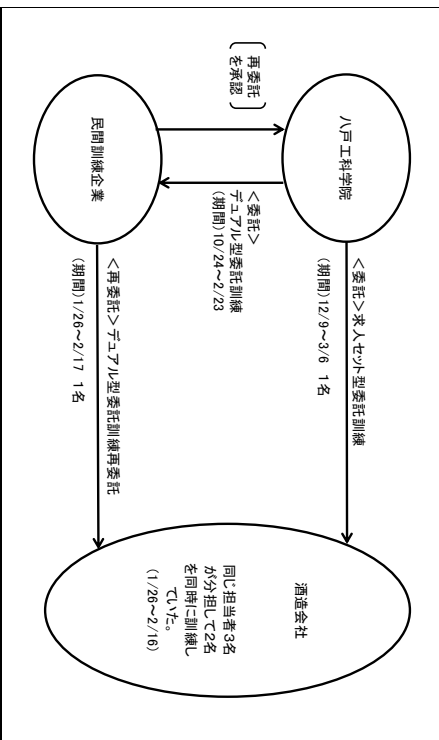 八戸工科学院
＜委託＞求人セット型委託訓練
(期間)12/9～3/6　1名
再委託
を承認
＜委託＞
デュアル型委託訓練
(期間)10/24～2/23
民間訓練企業
＜再委託＞デュアル型委託訓練再委託
(期間)1/26～2/17　1名
酒造会社
同じ担当者3名
が分担して2名
を同時に訓練し
ていた。
(1/26～2/16)